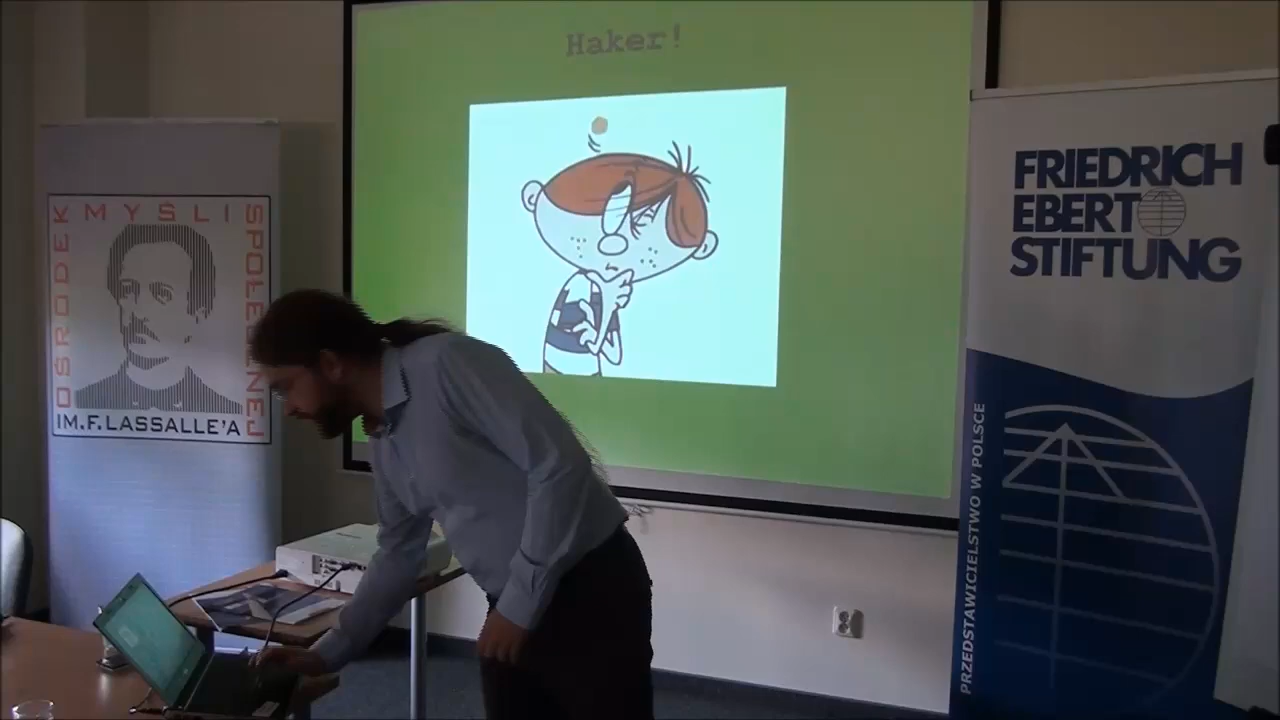 Haker!
OŚRODEK
MYŚLI
SPOŁECZNEJ
IM.F.LASSALLE'A
FRIEDRICH
EBERT
STIFTUNG
PRZEDSTAWICIELSTWO W POLSCE